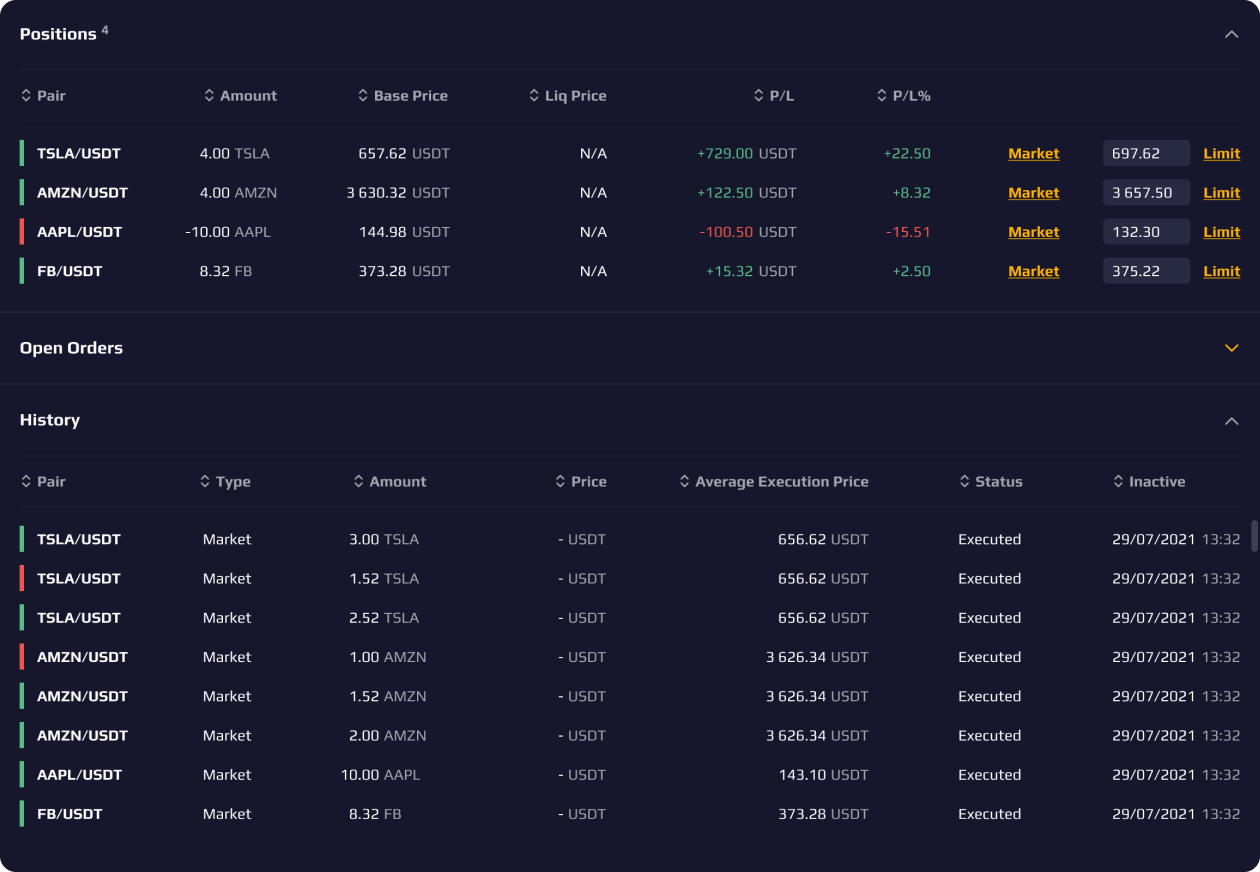 Positions 4
Pair Amount Base Price Liq Price P/L P/L%
TSLA/USDT 4.00 TSLA 657.62 USDT N/A +729.00 USDT +22.50 Market 697.62 Limit
AMZN/USDT 4.00 AMZN 3 630.32 USDT N/A +122.50 USDT +8.32 Market 3 657.50 Limit
AAPL/USDT -10.00 AAPL 144.98 USDT N/A -100.50 USDT -15.51 Market 132.30 Limit
FB/USDT 8.32 FB 373.28 USDT N/A +15.32 USDT +2.50 Market 375.22 Limit
Open Orders
History
Pair Type Amount Price Average Execution Price Status Inactive
TSLA/USDT Market 3.00 TSLA - USDT 656.62 USDT Executed 29/07/2021 13:32
TSLA/USDT Market 1.52 TSLA - USDT 656.62 USDT Executed 29/07/2021 13:32
TSLA/USDT Market 2.52 TSLA - USDT 656.62 USDT Executed 29/07/2021 13:32
AMZN/USDT Market 1.00 AMZN - USDT 3 626.34 USDT Executed 29/07/2021 13:32
AMZN/USDT Market 1.52 AMZN - USDT 3 626.34 USDT Executed 29/07/2021 13:32
AMZN/USDT Market 2.00 AMZN - USDT 3 626.34 USDT Executed 29/07/2021 13:32
AAPL/USDT Market 10.00 AAPL - USDT 143.10 USDT Executed 29/07/2021 13:32
FB/USDT Market 8.32 FB - USDT 373.28 USDT Executed 29/07/2021 13:32